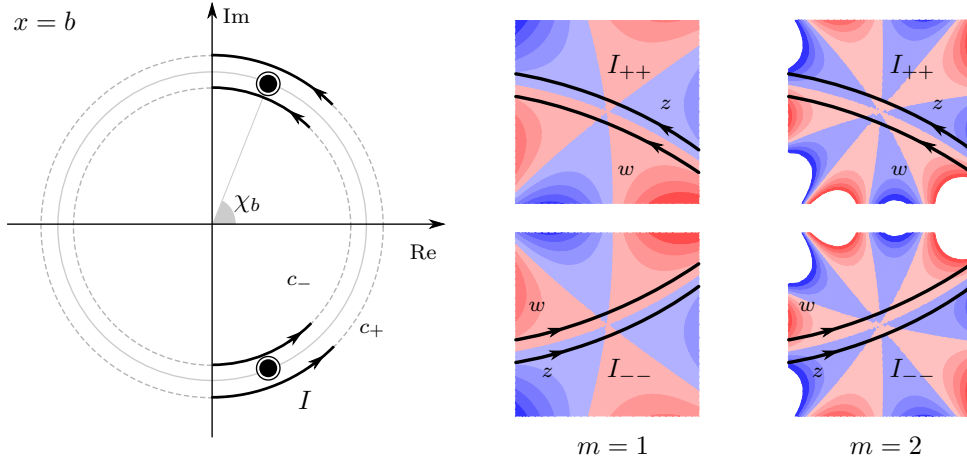 x = b
Im
χ_b
Re
c_−
c_+
I
I_{++}
z
w
I_{++}
z
w
w
z
I_{−−}
w
z
I_{−−}
m = 1
m = 2